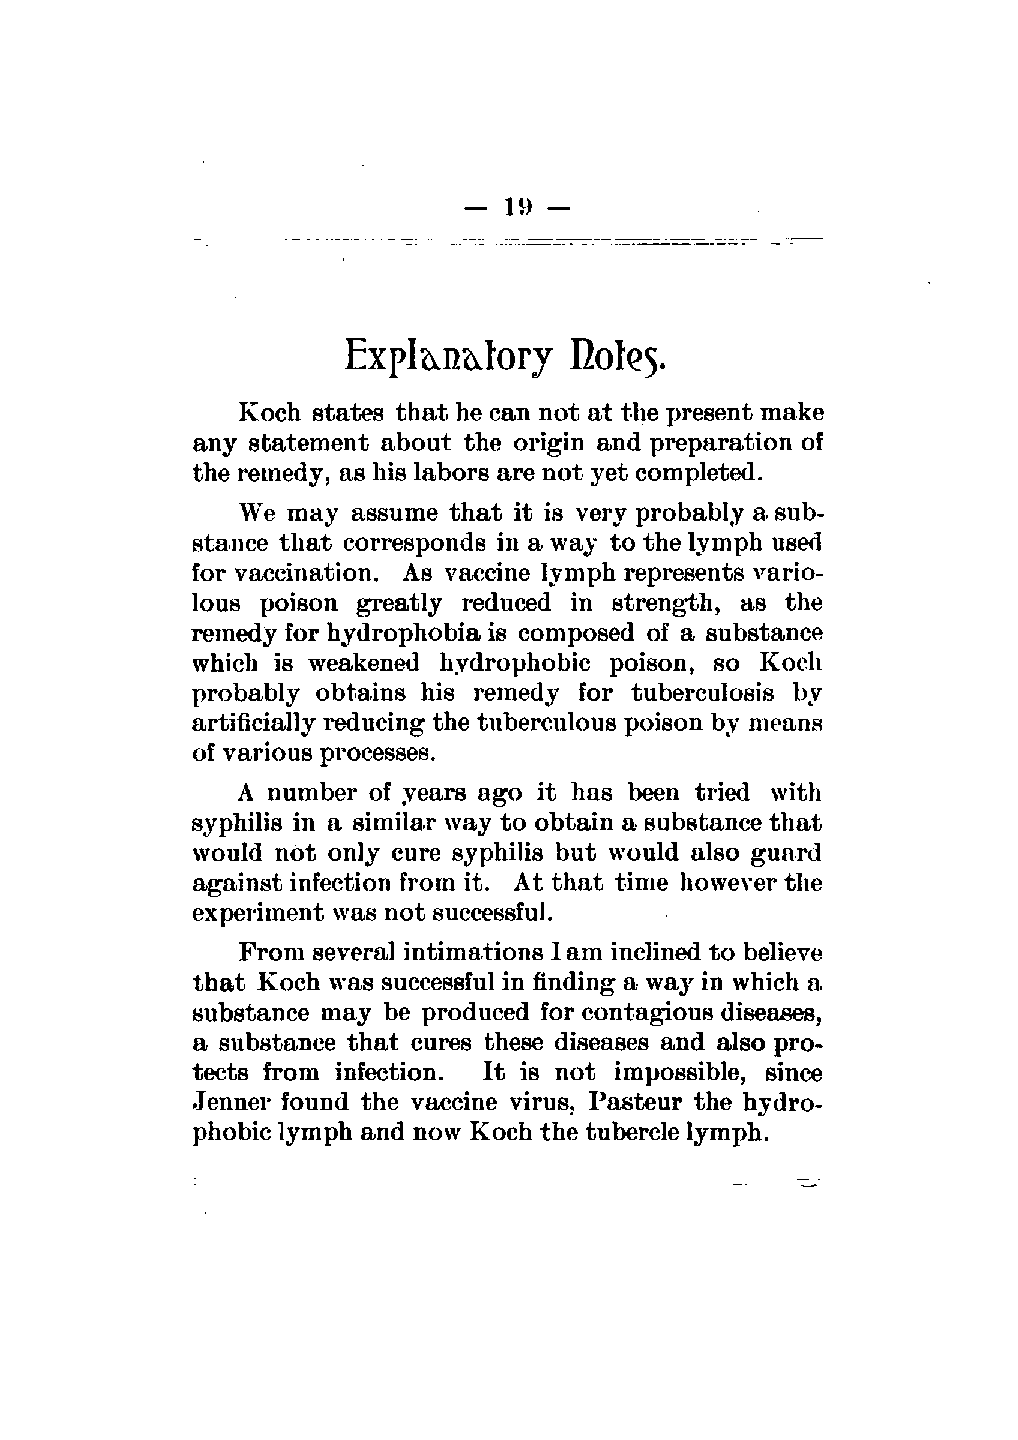 — 19 —
Explanatory Notes.
Koch states that he can not at the present make
any statement about the origin and preparation of
the remedy, as his labors are not yet completed.
We may assume that it is very probably a sub-
stance that corresponds in a way to the lymph used
for vaccination. As vaccine lymph represents vario-
lous poison greatly reduced in strength, as the
remedy for hydrophobia is composed of a substance
which is weakened hydrophobic poison, so Koch
probably obtains his remedy for tuberculosis by
artificially reducing the tuberculous poison by means
of various processes.
A number of years ago it has been tried with
syphilis in a similar way to obtain a substance that
would not only cure syphilis but would also guard
against infection from it. At that time however the
experiment was not successful.
From several intimations I am inclined to believe
that Koch was successful in finding a way in which a
substance may be produced for contagious diseases,
a substance that cures these diseases and also pro-
tects from infection. It is not impossible, since
Jenner found the vaccine virus, Pasteur the hydro-
phobic lymph and now Koch the tubercle lymph.